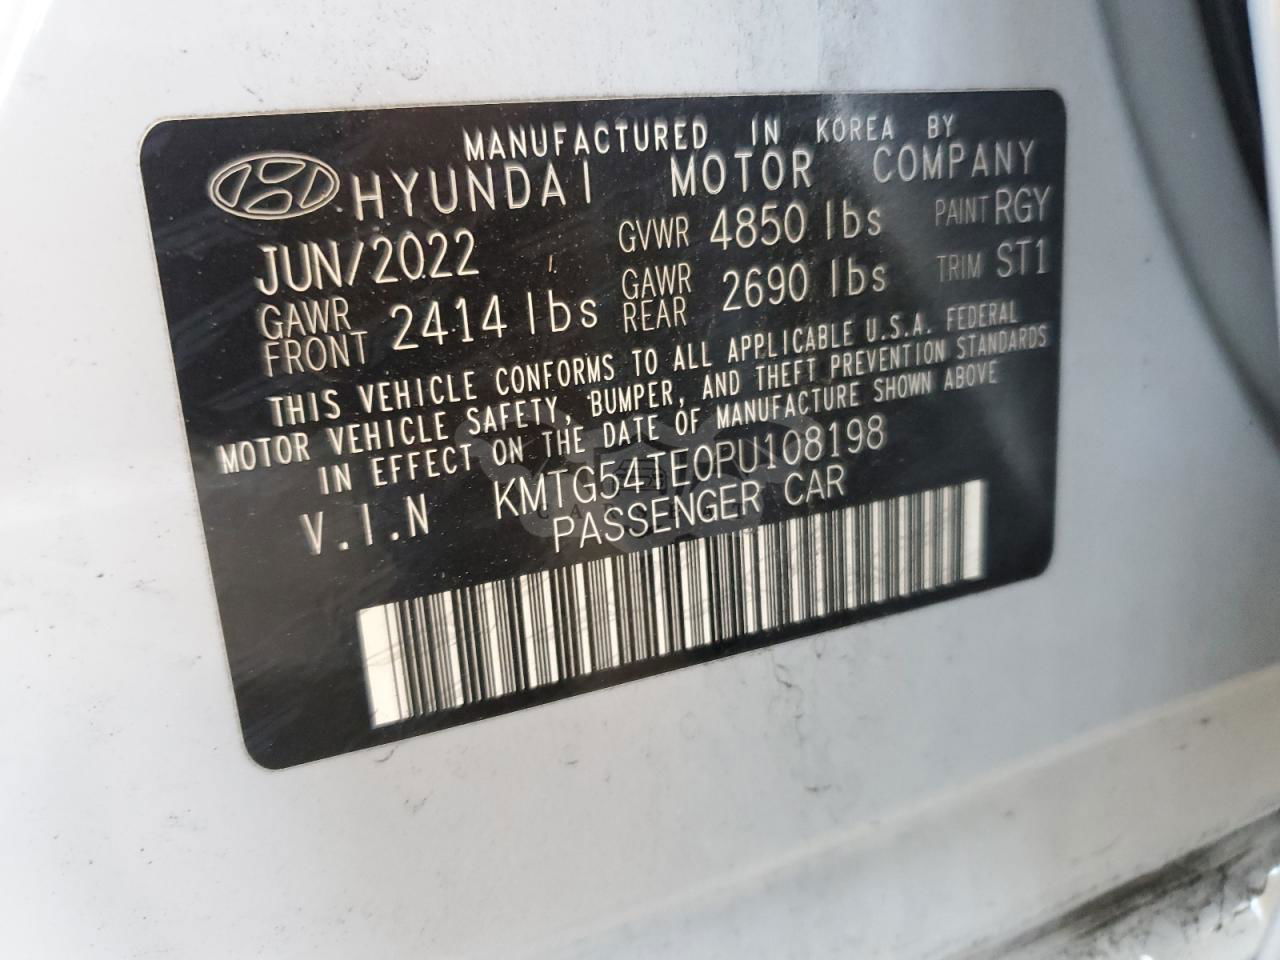 MANUFACTURED IN KOREA BY
HYUNDAI MOTOR COMPANY
JUN/2022 GVWR 4850 lbs PAINT RGY
GAWR FRONT 2414 lbs GAWR REAR 2690 lbs TRIM ST1
THIS VEHICLE CONFORMS TO ALL APPLICABLE U.S.A. FEDERAL
MOTOR VEHICLE SAFETY, BUMPER, AND THEFT PREVENTION STANDARDS
IN EFFECT ON THE DATE OF MANUFACTURE SHOWN ABOVE
V.I.N KMTG54TE0PU108198
PASSENGER CAR